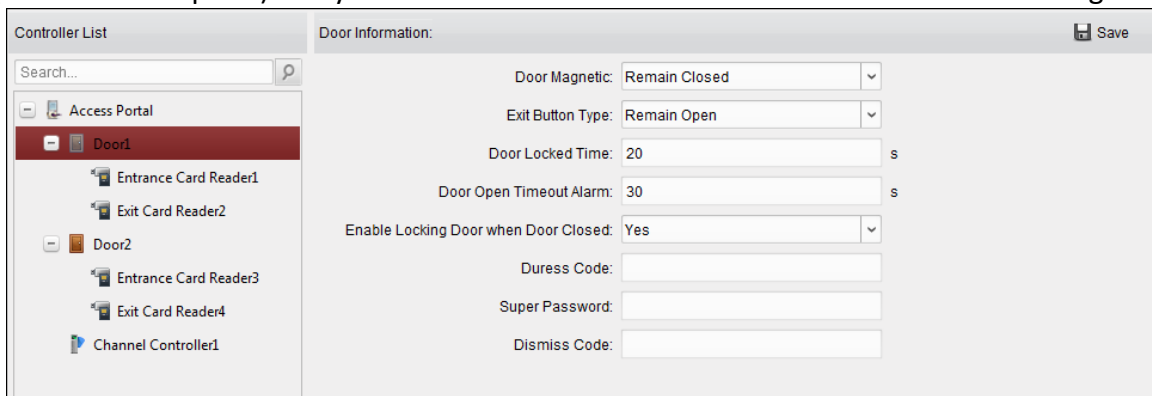 Controller List
Door Information:
Save
Search...
Access Portal
Door1
Entrance Card Reader1
Exit Card Reader2
Door2
Entrance Card Reader3
Exit Card Reader4
Channel Controller1
Door Magnetic: Remain Closed
Exit Button Type: Remain Open
Door Locked Time: 20 s
Door Open Timeout Alarm: 30 s
Enable Locking Door when Door Closed: Yes
Duress Code:
Super Password:
Dismiss Code: